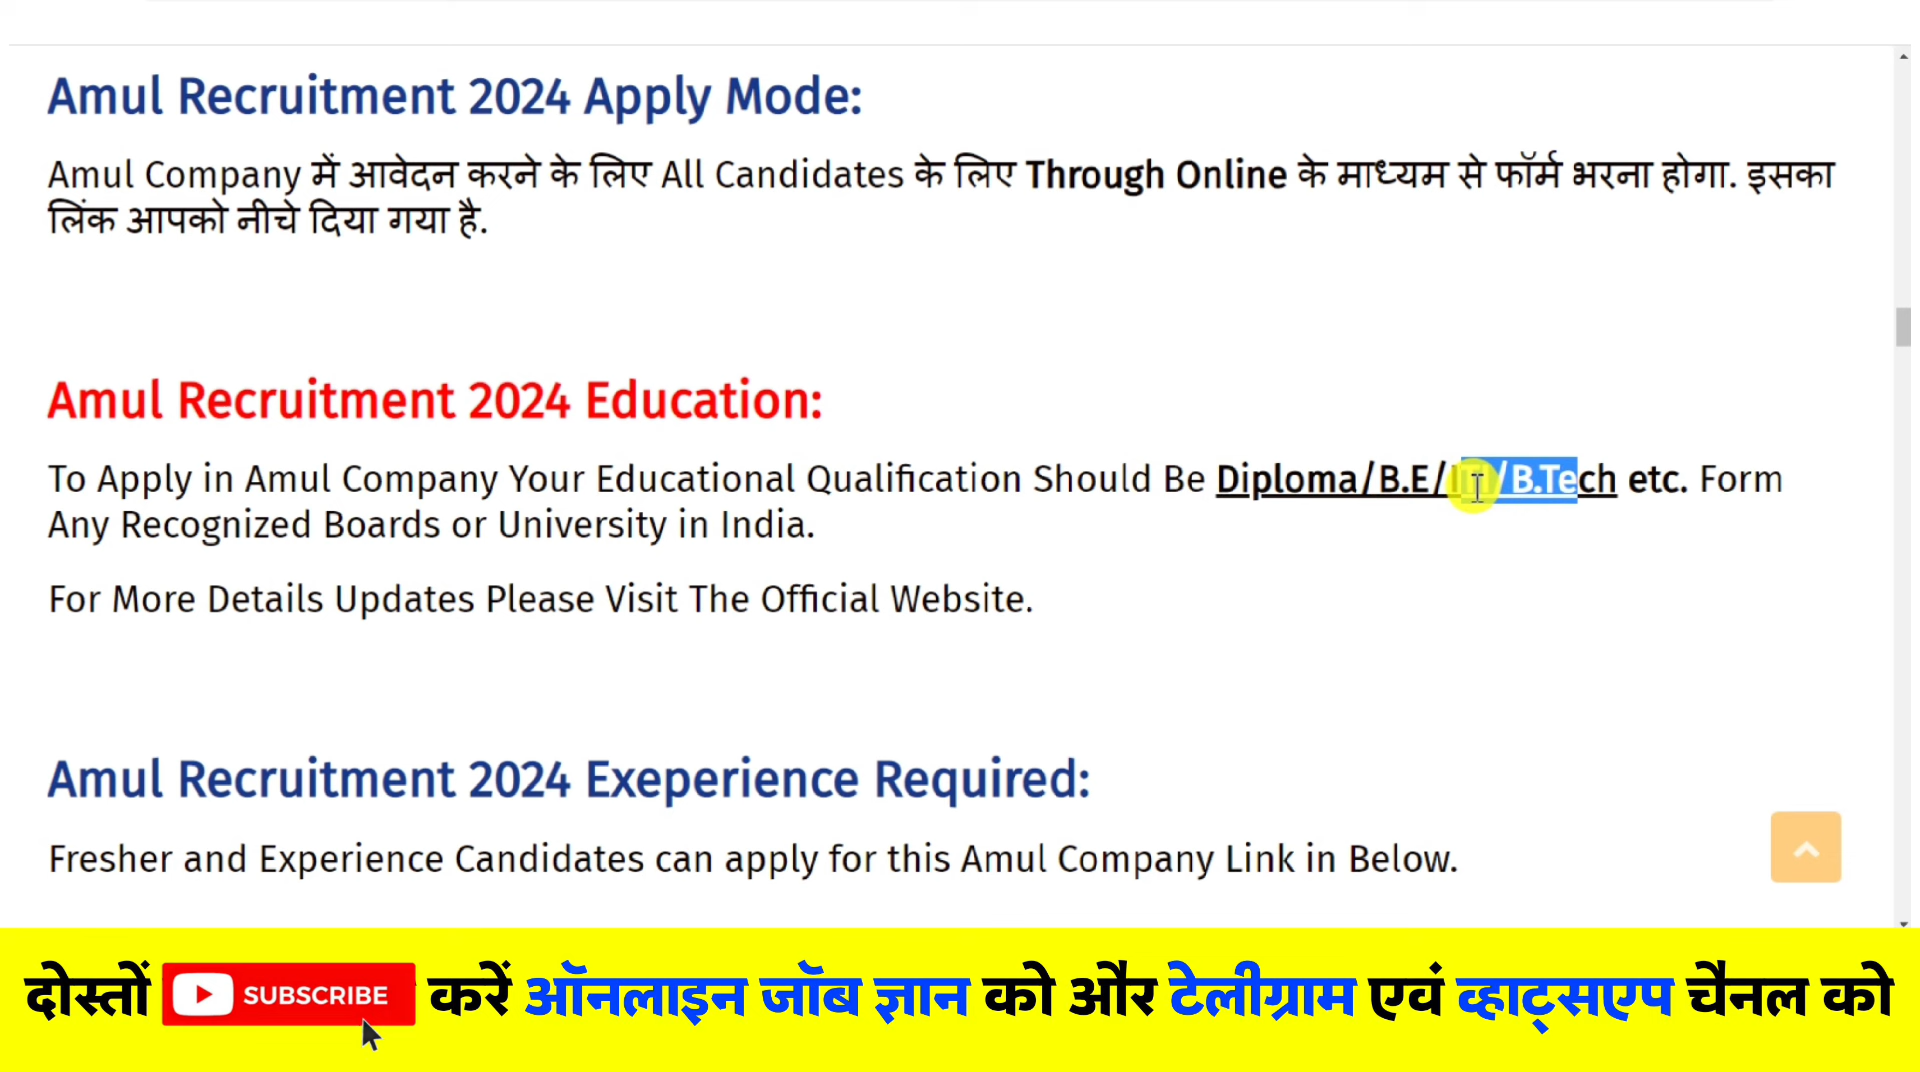 Amul Recruitment 2024 Apply Mode:
Amul Company में आवेदन करने के लिए All Candidates के लिए Through Online के माध्यम से फॉर्म भरना होगा. इसका
लिंक आपको नीचे दिया गया है.
Amul Recruitment 2024 Education:
To Apply in Amul Company Your Educational Qualification Should Be Diploma/B.E/ITI/B.Tech etc. Form
Any Recognized Boards or University in India.
For More Details Updates Please Visit The Official Website.
Amul Recruitment 2024 Exeperience Required:
Fresher and Experience Candidates can apply for this Amul Company Link in Below.
दोस्तों SUBSCRIBE करें ऑनलाइन जॉब ज्ञान को और टेलीग्राम एवं व्हाट्सएप चैनल को